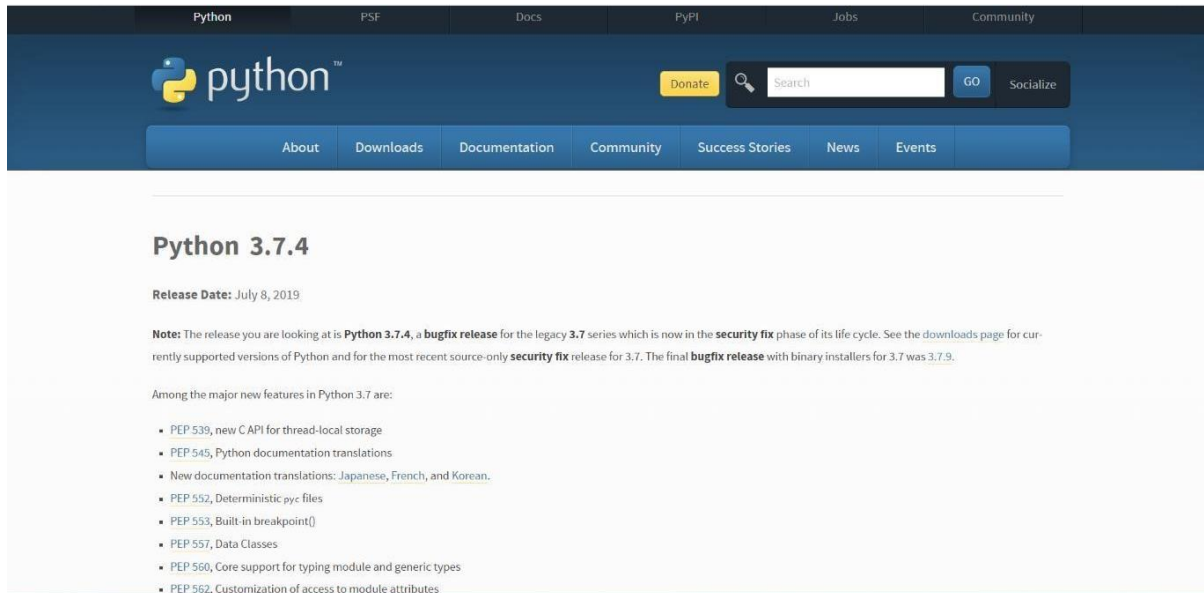 Python PSF Docs PyPI Jobs Community
python™
Donate Search GO Socialize
About Downloads Documentation Community Success Stories News Events
Python 3.7.4
Release Date: July 8, 2019
Note: The release you are looking at is Python 3.7.4, a bugfix release for the legacy 3.7 series which is now in the security fix phase of its life cycle. See the downloads page for cur-
rently supported versions of Python and for the most recent source-only security fix release for 3.7. The final bugfix release with binary installers for 3.7 was 3.7.9.
Among the major new features in Python 3.7 are:
▪ PEP 539, new C API for thread-local storage
▪ PEP 545, Python documentation translations
▪ New documentation translations: Japanese, French, and Korean.
▪ PEP 552, Deterministic pyc files
▪ PEP 553, Built-in breakpoint()
▪ PEP 557, Data Classes
▪ PEP 560, Core support for typing module and generic types
▪ PEP 562, Customization of access to module attributes